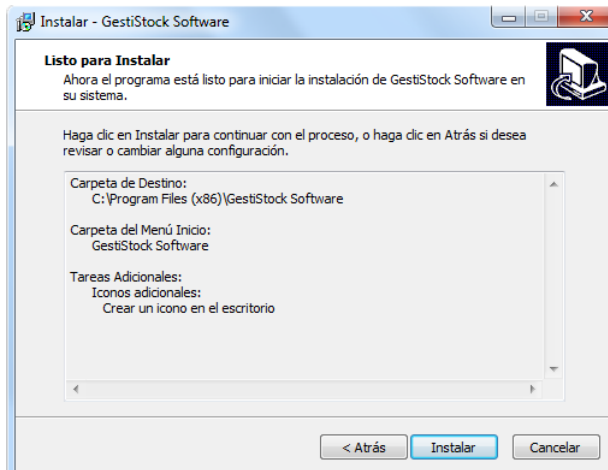 Instalar - GestiStock Software
Listo para Instalar
Ahora el programa está listo para iniciar la instalación de GestiStock Software en
su sistema.
Haga clic en Instalar para continuar con el proceso, o haga clic en Atrás si desea
revisar o cambiar alguna configuración.
Carpeta de Destino:
C:\Program Files (x86)\GestiStock Software
Carpeta del Menú Inicio:
GestiStock Software
Tareas Adicionales:
Iconos adicionales:
Crear un icono en el escritorio
< Atrás
Instalar
Cancelar